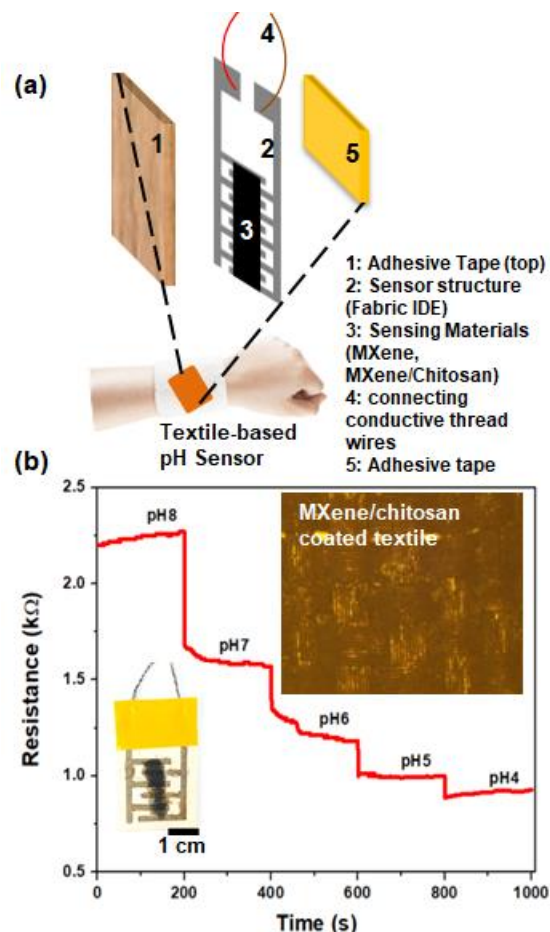 (a)
4
1
2
5
3
1: Adhesive Tape (top)
2: Sensor structure
(Fabric IDE)
3: Sensing Materials
(MXene,
MXene/Chitosan)
4: connecting
conductive thread
wires
5: Adhesive tape
Textile-based
pH Sensor
(b)
2.5
2.0
1.5
1.0
0.5
Resistance (kΩ)
pH8
pH7
pH6
pH5
pH4
MXene/chitosan
coated textile
1 cm
0
200
400
600
800
1000
Time (s)